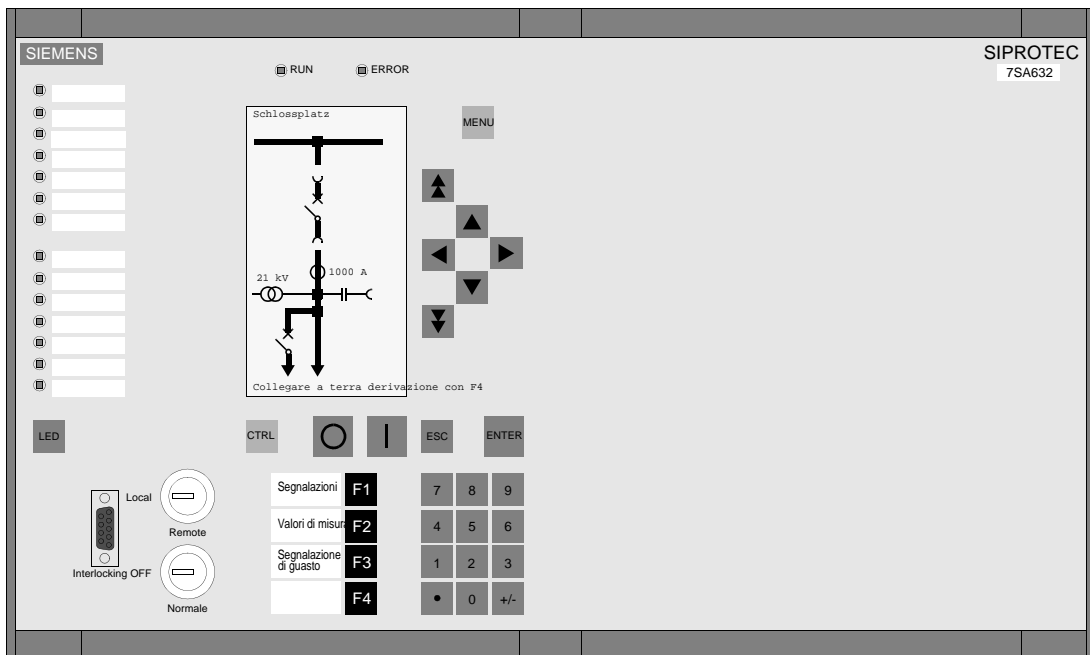 SIEMENS
SIPROTEC
7SA632
RUN
ERROR
Schlossplatz
MENU
21 kV
1000 A
Collegare a terra derivazione con F4
LED
CTRL
ESC
ENTER
Segnalazioni
F1
7
8
9
Local
Remote
Valori di misura
F2
4
5
6
Segnalazione
di guasto
F3
1
2
3
Interlocking OFF
Normale
F4
0
+/-